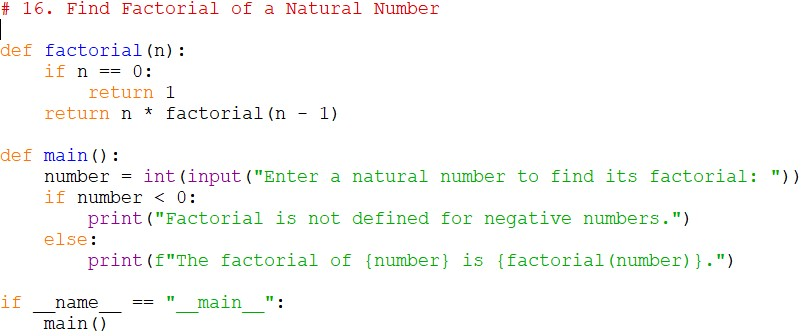 # 16. Find Factorial of a Natural Number
def factorial(n):
    if n == 0:
        return 1
    return n * factorial(n - 1)
def main():
    number = int(input("Enter a natural number to find its factorial: "))
    if number < 0:
        print("Factorial is not defined for negative numbers.")
    else:
        print(f"The factorial of {number} is {factorial(number)}.")
if __name__ == "__main__":
    main()